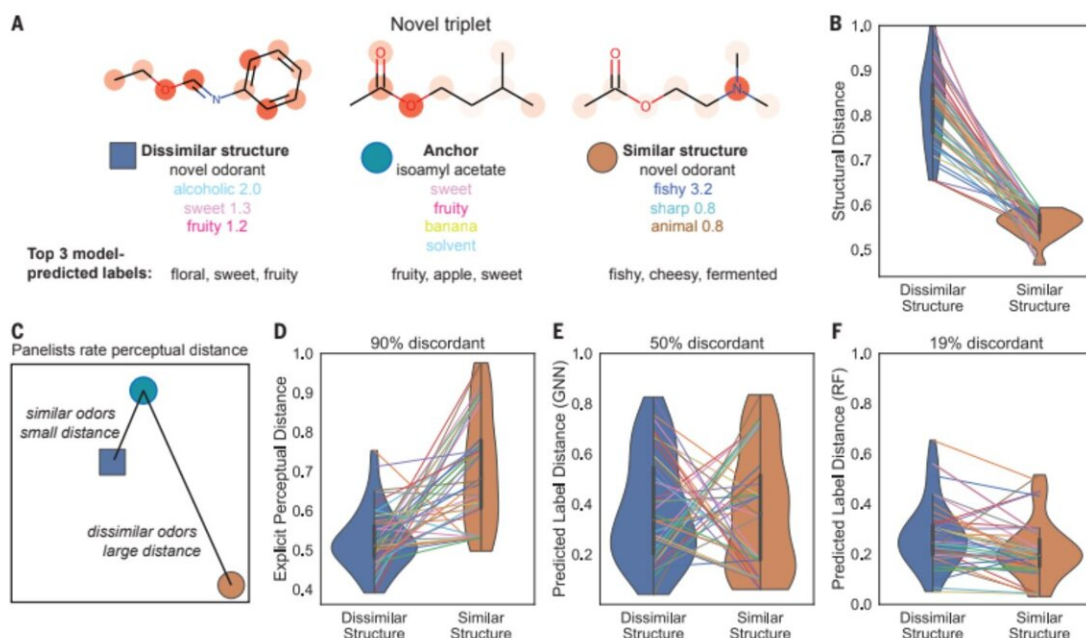 A
Novel triplet
O
N
O
O
O
O
N
Dissimilar structure
novel odorant
alcoholic 2.0
sweet 1.3
fruity 1.2
Anchor
isoamyl acetate
sweet
fruity
banana
solvent
Similar structure
novel odorant
fishy 3.2
sharp 0.8
animal 0.8
Top 3 model-
predicted labels:
floral, sweet, fruity
fruity, apple, sweet
fishy, cheesy, fermented
B
Structural Distance
1.0
0.9
0.8
0.7
0.6
0.5
Dissimilar
Structure
Similar
Structure
C
Panelists rate perceptual distance
similar odors
small distance
dissimilar odors
large distance
D
90% discordant
Explicit Perceptual Distance
1.0
0.9
0.8
0.7
0.6
0.5
0.4
Dissimilar
Structure
Similar
Structure
E
50% discordant
Predicted Label Distance (GNN)
1.0
0.8
0.6
0.4
0.2
Dissimilar
Structure
Similar
Structure
F
19% discordant
Predicted Label Distance (RF)
1.0
0.8
0.6
0.4
0.2
0.0
Dissimilar
Structure
Similar
Structure